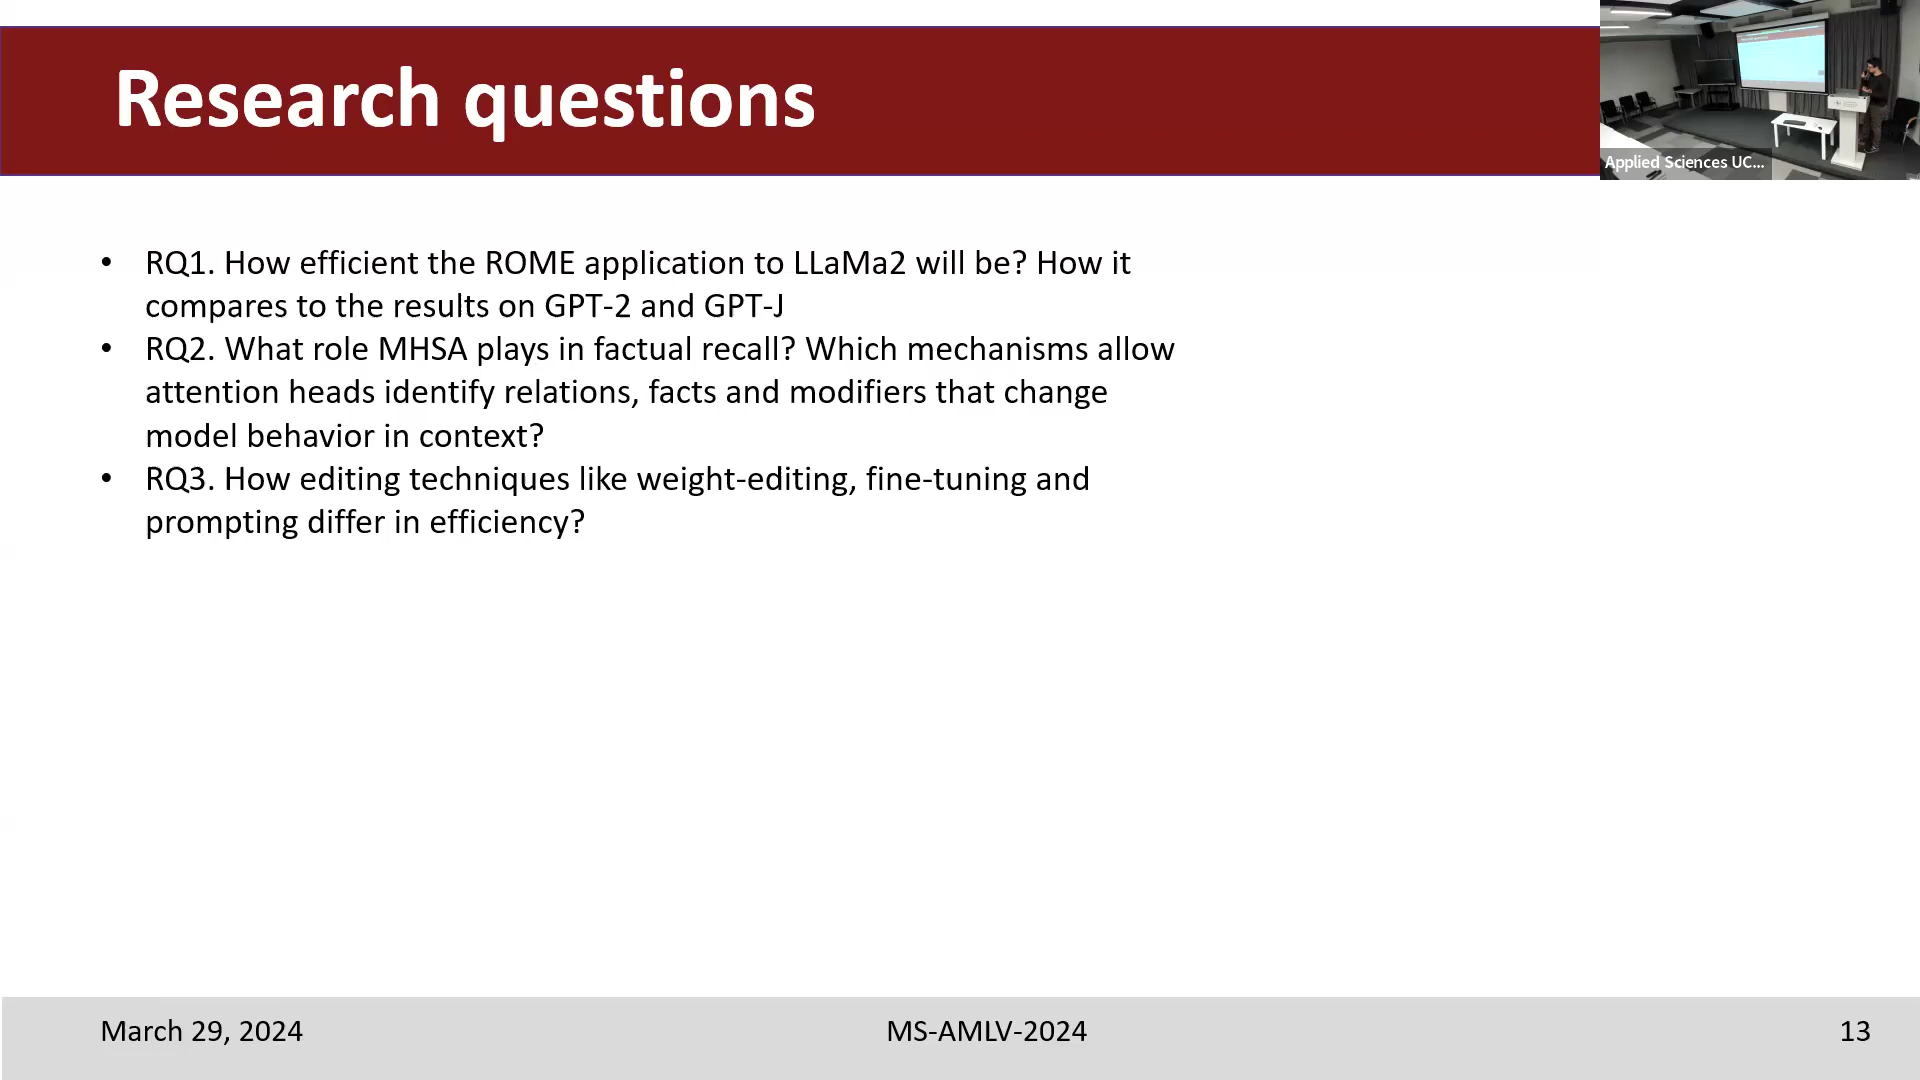 Research questions
Applied Sciences UC...
• RQ1. How efficient the ROME application to LLaMa2 will be? How it
compares to the results on GPT-2 and GPT-J
• RQ2. What role MHSA plays in factual recall? Which mechanisms allow
attention heads identify relations, facts and modifiers that change
model behavior in context?
• RQ3. How editing techniques like weight-editing, fine-tuning and
prompting differ in efficiency?
March 29, 2024
MS-AMLV-2024
13